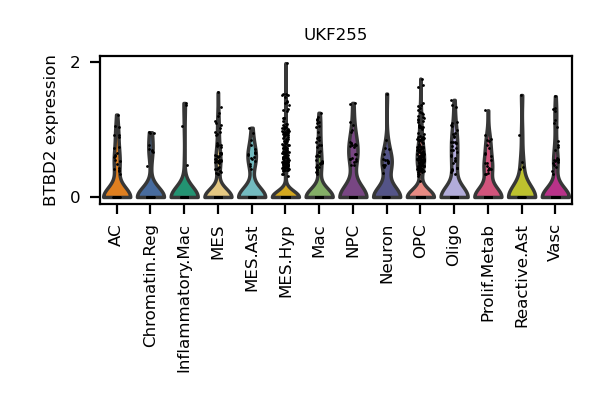 UKF255
BTBD2 expression
2
0
AC
Chromatin.Reg
Inflammatory.Mac
MES
MES.Ast
MES.Hyp
Mac
NPC
Neuron
OPC
Oligo
Prolif.Metab
Reactive.Ast
Vasc